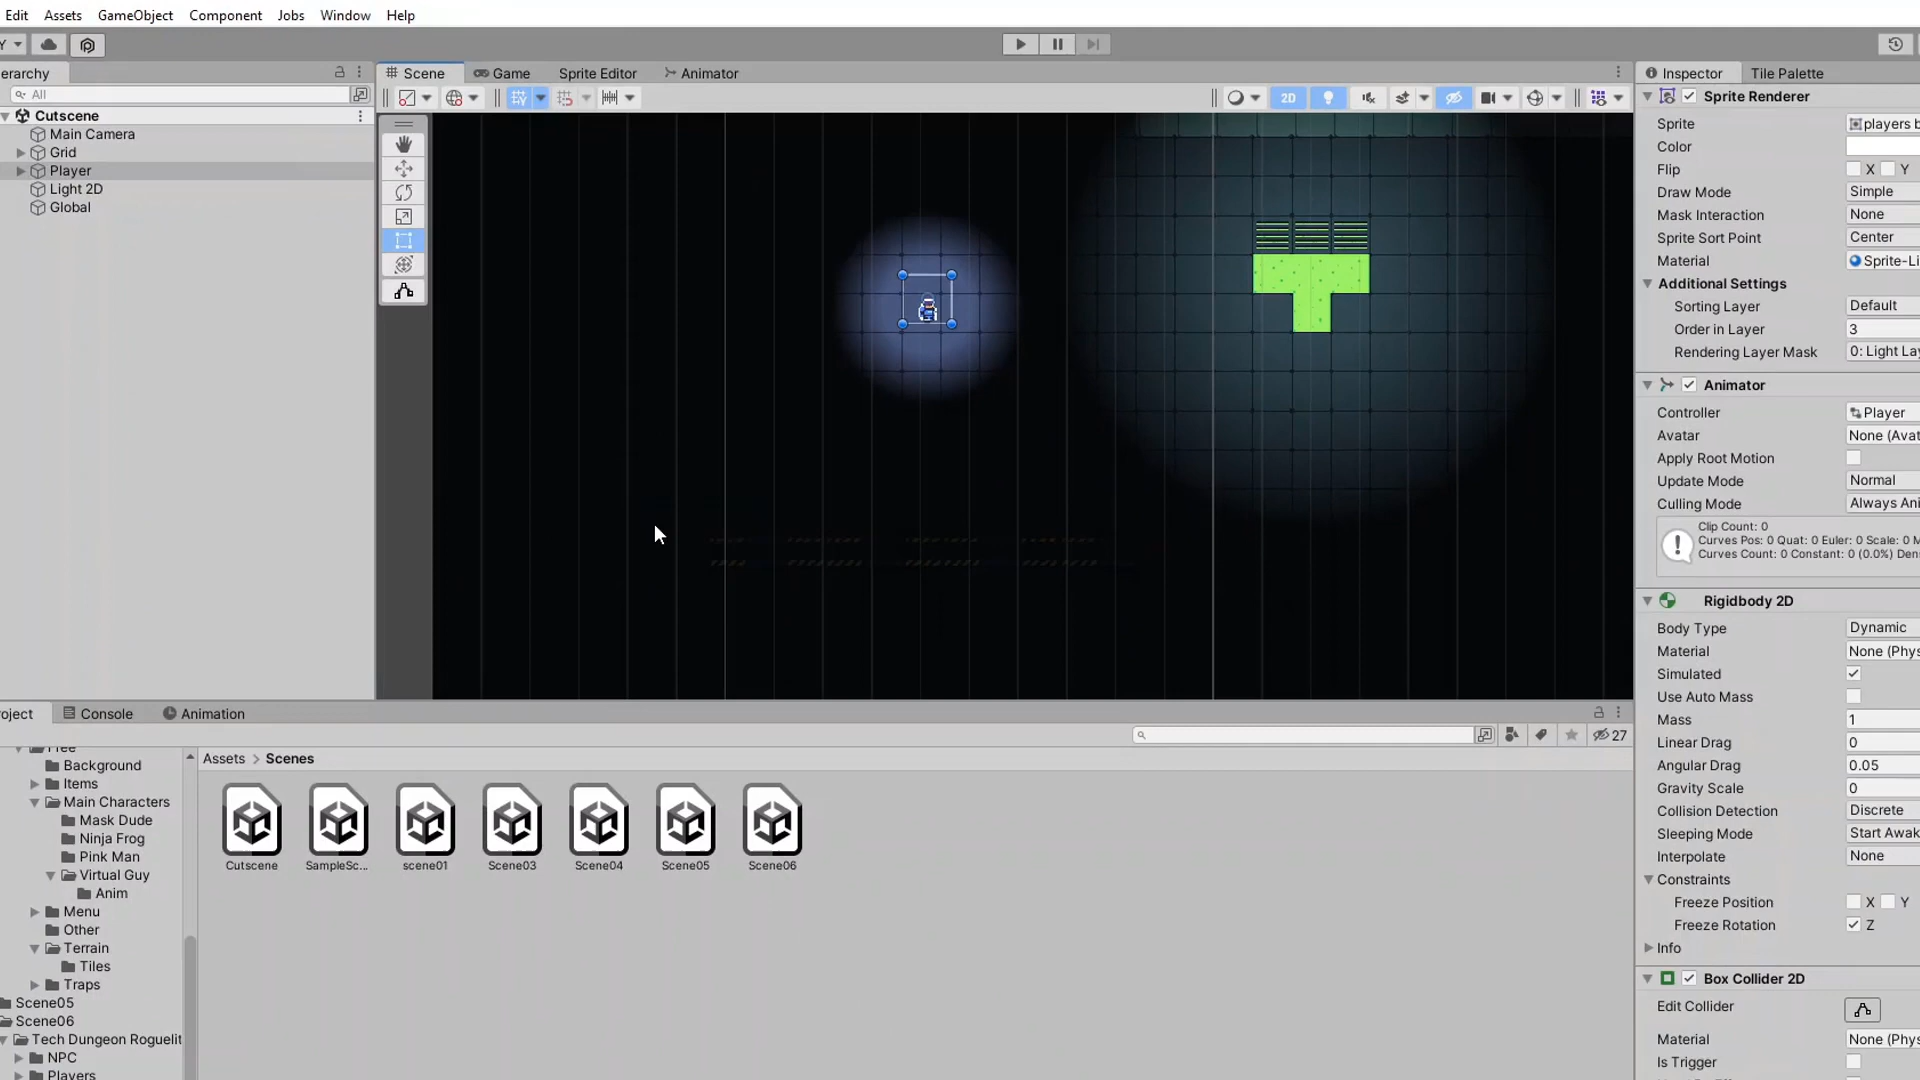 Edit Assets GameObject Component Jobs Window Help
erarchy
All
Cutscene
Main Camera
Grid
Player
Light 2D
Global
Scene Game Sprite Editor Animator
2D
Inspector Tile Palette
Sprite Renderer
Sprite players b
Color
Flip X Y
Draw Mode Simple
Mask Interaction None
Sprite Sort Point Center
Material Sprite-Li
Additional Settings
Sorting Layer Default
Order in Layer 3
Rendering Layer Mask 0: Light Lay
Animator
Controller Player
Avatar None (Avat
Apply Root Motion
Update Mode Normal
Culling Mode Always Ani
Clip Count: 0
Curves Pos: 0 Quat: 0 Euler: 0 Scale: 0 M
Curves Count: 0 Constant: 0 (0.0%) Den
Rigidbody 2D
Body Type Dynamic
Material None (Phys
Simulated
Use Auto Mass
Mass 1
Linear Drag 0
Angular Drag 0.05
Gravity Scale 0
Collision Detection Discrete
Sleeping Mode Start Awak
Interpolate None
Constraints
Freeze Position X Y
Freeze Rotation Z
Info
Box Collider 2D
Edit Collider
Material None (Phys
Is Trigger
oject Console Animation
27
Free
Background
Items
Main Characters
Mask Dude
Ninja Frog
Pink Man
Virtual Guy
Anim
Menu
Other
Terrain
Tiles
Traps
Scene05
Scene06
Tech Dungeon Roguelit
NPC
Players
Assets > Scenes
Cutscene SampleSc... scene01 Scene03 Scene04 Scene05 Scene06